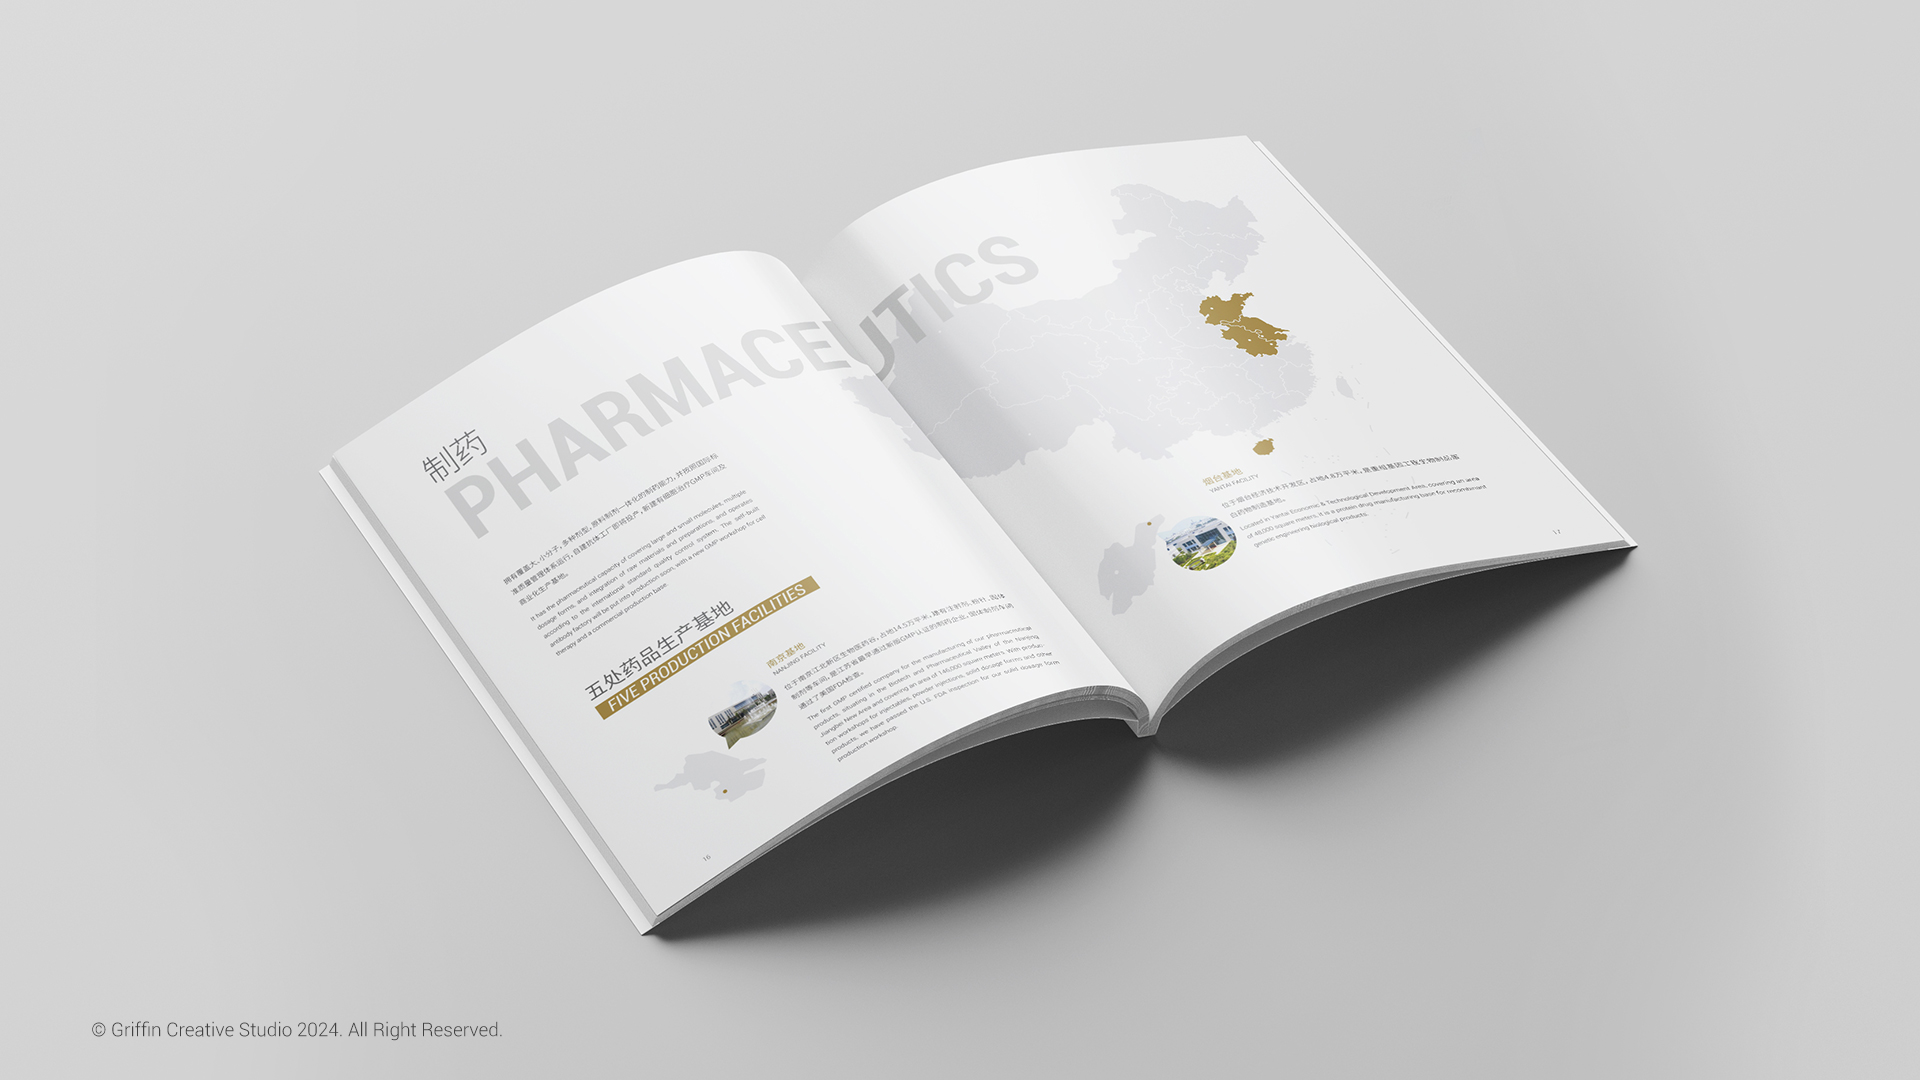 制药
PHARMACEUTICS
拥有覆盖大、小分子，多种剂型，原料制剂一体化的制药能力，并按照国际标
准质量管理体系运行，自建抗体工厂即将投产，新建有细胞治疗GMP车间及
商业化生产基地。
It has the pharmaceutical capacity of covering large and small molecules, multiple
dosage forms, and integration of raw materials and preparations, and operates
according to the international standard quality control system. The self-built
antibody factory will be put into production soon, with a new GMP workshop for cell
therapy and a commercial production base.
五处药品生产基地
FIVE PRODUCTION FACILITIES
南京基地
NANJING FACILITY
位于南京江北新区生物医药谷，占地14.5万平米，建有注射剂、粉针、固体
制剂等车间，是江苏省最早通过新版GMP认证的制药企业，固体制剂车间
通过了美国FDA检查。
The first GMP certified company for the manufacturing of our pharmaceutical
products, situating in the Biotech and Pharmaceutical Valley of the Nanjing
Jiangbei New Area and covering an area of 146,000 square meters. With produc-
tion workshops for injectables, powder injections, solid dosage forms and other
products, we have passed the U.S. FDA inspection for our solid dosage form
production workshop.
16
烟台基地
YANTAI FACILITY
位于烟台经济技术开发区，占地4.8万平米，是重组基因工程生物制品蛋
白药物制造基地。
Located in Yantai Economic & Technological Development Area, covering an area
of 48,000 square meters, it is a protein drug manufacturing base for recombinant
genetic engineering biological products.
17
© Griffin Creative Studio 2024. All Right Reserved.